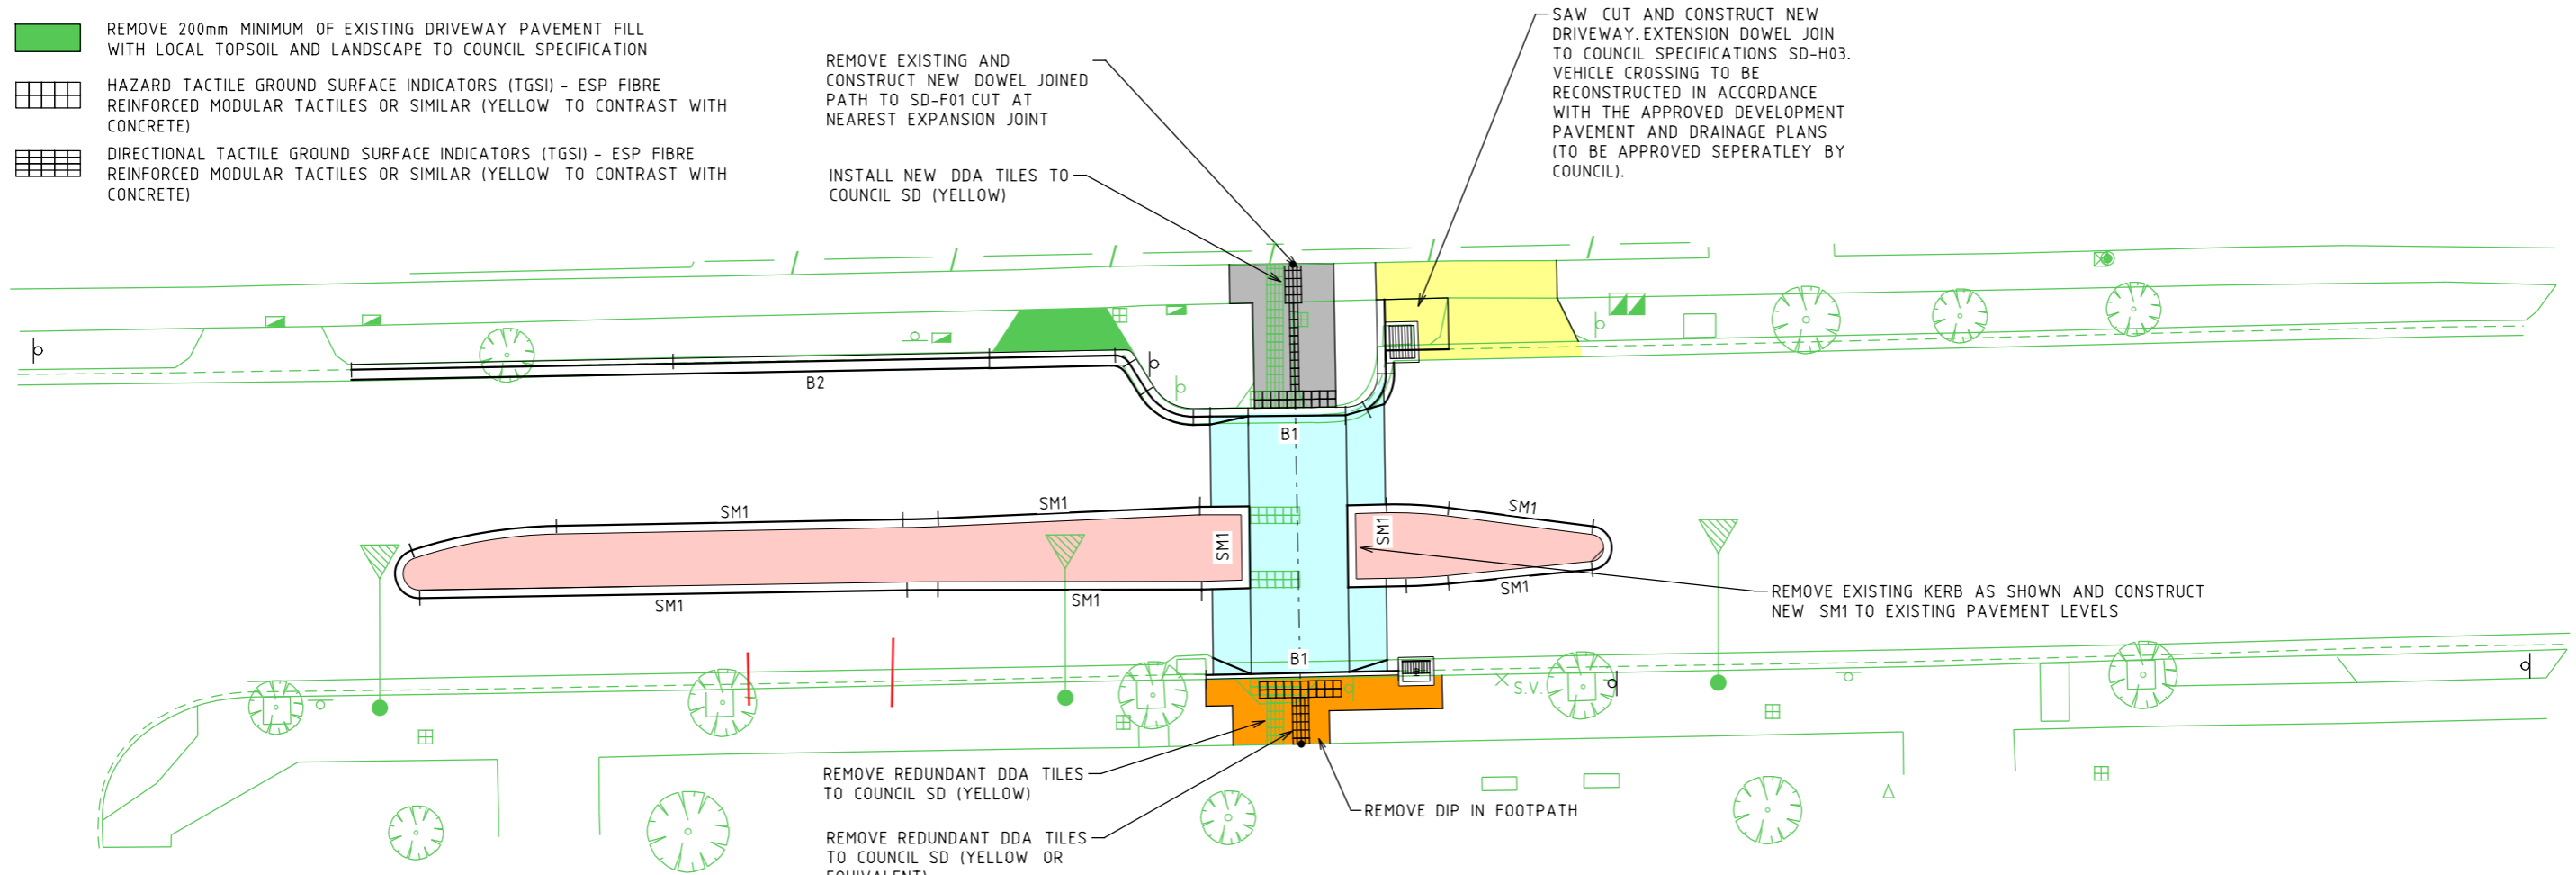 REMOVE 200mm MINIMUM OF EXISTING DRIVEWAY PAVEMENT FILL
WITH LOCAL TOPSOIL AND LANDSCAPE TO COUNCIL SPECIFICATION
HAZARD TACTILE GROUND SURFACE INDICATORS (TGSI) - ESP FIBRE
REINFORCED MODULAR TACTILES OR SIMILAR (YELLOW TO CONTRAST WITH
CONCRETE)
DIRECTIONAL TACTILE GROUND SURFACE INDICATORS (TGSI) - ESP FIBRE
REINFORCED MODULAR TACTILES OR SIMILAR (YELLOW TO CONTRAST WITH
CONCRETE)
REMOVE EXISTING AND
CONSTRUCT NEW DOWEL JOINED
PATH TO SD-F01 CUT AT
NEAREST EXPANSION JOINT
INSTALL NEW DDA TILES TO
COUNCIL SD (YELLOW)
SAW CUT AND CONSTRUCT NEW
DRIVEWAY.EXTENSION DOWEL JOIN
TO COUNCIL SPECIFICATIONS SD-H03.
VEHICLE CROSSING TO BE
RECONSTRUCTED IN ACCORDANCE
WITH THE APPROVED DEVELOPMENT
PAVEMENT AND DRAINAGE PLANS
(TO BE APPROVED SEPERATLEY BY
COUNCIL).
B2
B1
SM1
SM1
SM1
SM1
SM1
SM1
SM1
SM1
REMOVE EXISTING KERB AS SHOWN AND CONSTRUCT
NEW SM1 TO EXISTING PAVEMENT LEVELS
B1
S.V.
REMOVE REDUNDANT DDA TILES
TO COUNCIL SD (YELLOW)
REMOVE DIP IN FOOTPATH
REMOVE REDUNDANT DDA TILES
TO COUNCIL SD (YELLOW OR
EQUIVALENT)